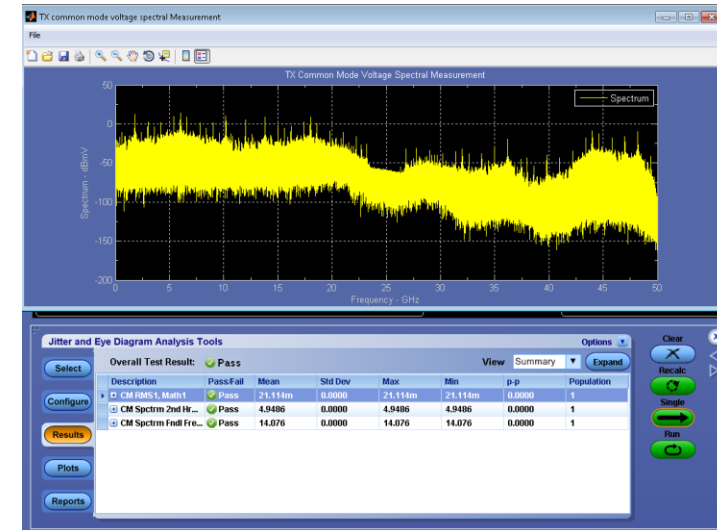 TX common mode voltage spectral Measurement
File
TX Common Mode Voltage Spectral Measurement
Spectrum
50
0
-50
-100
-150
-200
Spectrum - dBmV
0 5 10 15 20 25 30 35 40 45 50
Frequency - GHz
Jitter and Eye Diagram Analysis Tools
Options
Clear
Select
Overall Test Result: Pass
View Summary
Expand
Recalc
Description Pass/Fail Mean Std Dev Max Min p-p Population
CM RMS1, Math1 Pass 21.114m 0.0000 21.114m 21.114m 0.0000 1
Configure
CM Spctrm 2nd Hr... Pass 4.9486 0.0000 4.9486 4.9486 0.0000 1
Single
CM Spctrm Fndl Fre... Pass 14.076 0.0000 14.076 14.076 0.0000 1
Results
Run
Plots
Reports